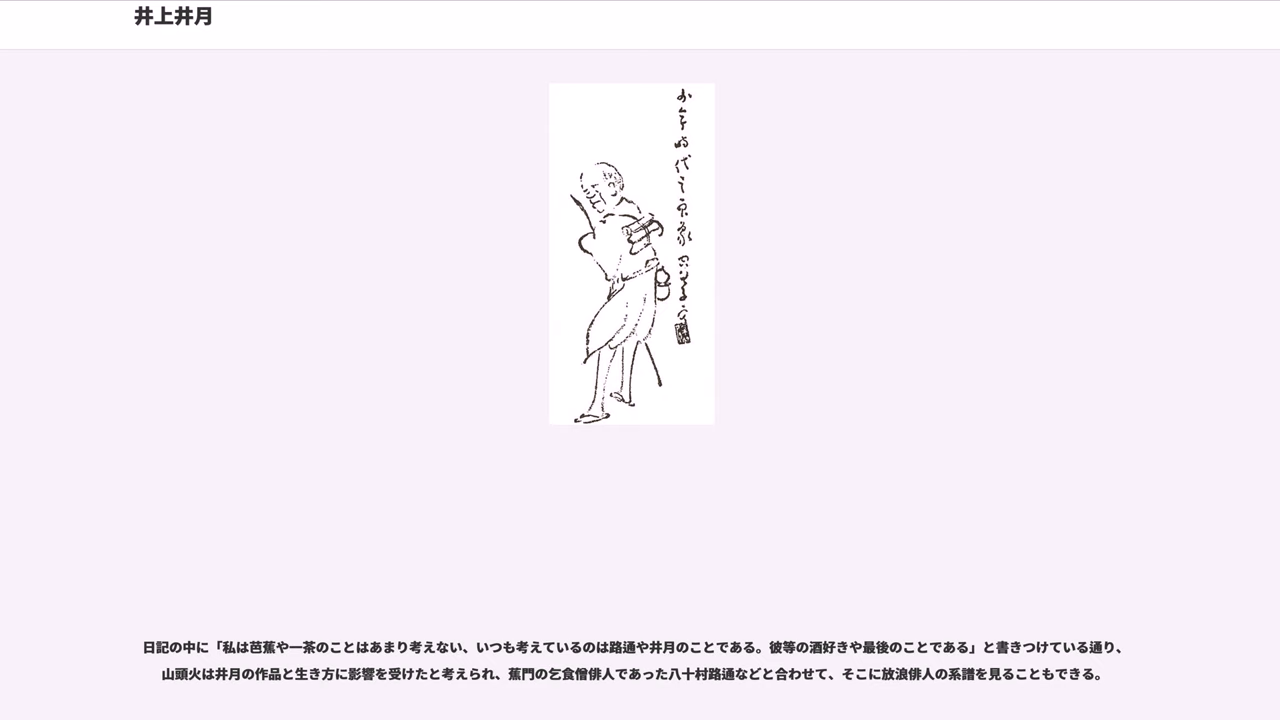 井上井月
少年時代之印象
日記の中に「私は芭蕉や一茶のことはあまり考えない、いつも考えているのは路通や井月のことである。彼等の酒好きや最後のことである」と書きつけている通り、
山頭火は井月の作品と生き方に影響を受けたと考えられ、蕉門の乞食僧俳人であった八十村路通などと合わせて、そこに放浪俳人の系譜を見ることもできる。